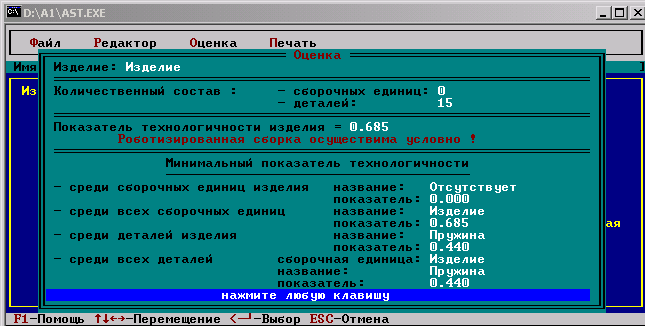 D:\A1\AST.EXE
Файл Редактор Оценка Печать
Оценка
Имя
Изделие: Изделие
Из
Количественный состав : - сборочных единиц: 0
- деталей: 15
Показатель технологичности изделия = 0.685
Роботизированная сборка осуществима условно !
Минимальный показатель технологичности
- среди сборочных единиц изделия название: Отсутствует
показатель: 0.000
- среди всех сборочных единиц название: Изделие
показатель: 0.685
ая
- среди деталей изделия название: Пружина
показатель: 0.440
- среди всех деталей сборочная единица: Изделие
название: Пружина
показатель: 0.440
нажмите любую клавишу
F1-Помощь ↑↓↔-Перемещение <─┘-Выбор ESC-Отмена